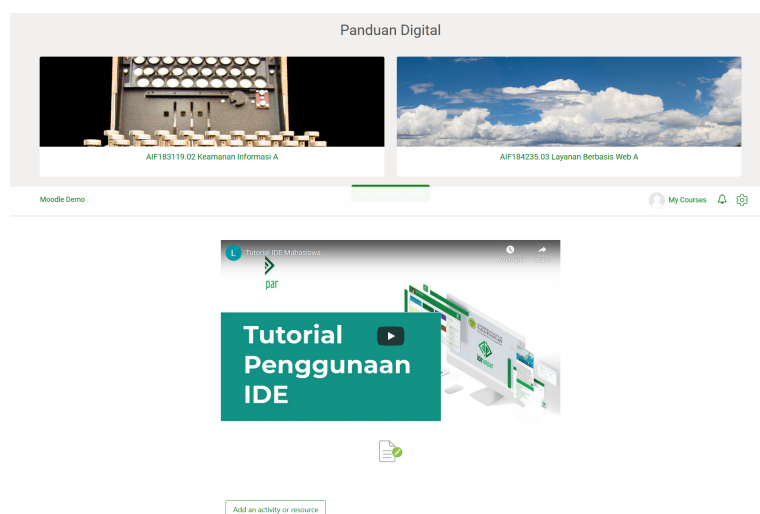 Panduan Digital
AIF183119.02 Keamanan Informasi A
AIF184235.03 Layanan Berbasis Web A
Moodle Demo
My Courses
L
Tutorial IDE Mahasiswa
par
Tutorial
Penggunaan
IDE
Add an activity or resource